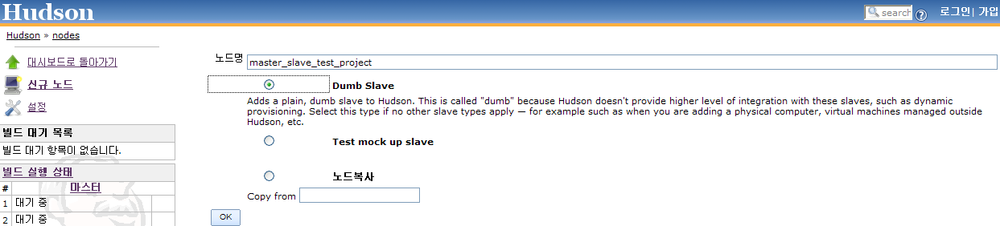 Hudson
search
로그인 | 가입
Hudson » nodes
대시보드로 돌아가기
신규 노드
설정
빌드 대기 목록
빌드 대기 항목이 없습니다.
빌드 실행 상태
# 마스터
1 대기 중
2 대기 중
노드명 master_slave_test_project
Dumb Slave
Adds a plain, dumb slave to Hudson. This is called "dumb" because Hudson doesn't provide higher level of integration with these slaves, such as dynamic
provisioning. Select this type if no other slave types apply — for example such as when you are adding a physical computer, virtual machines managed outside
Hudson, etc.
Test mock up slave
노드복사
Copy from
OK